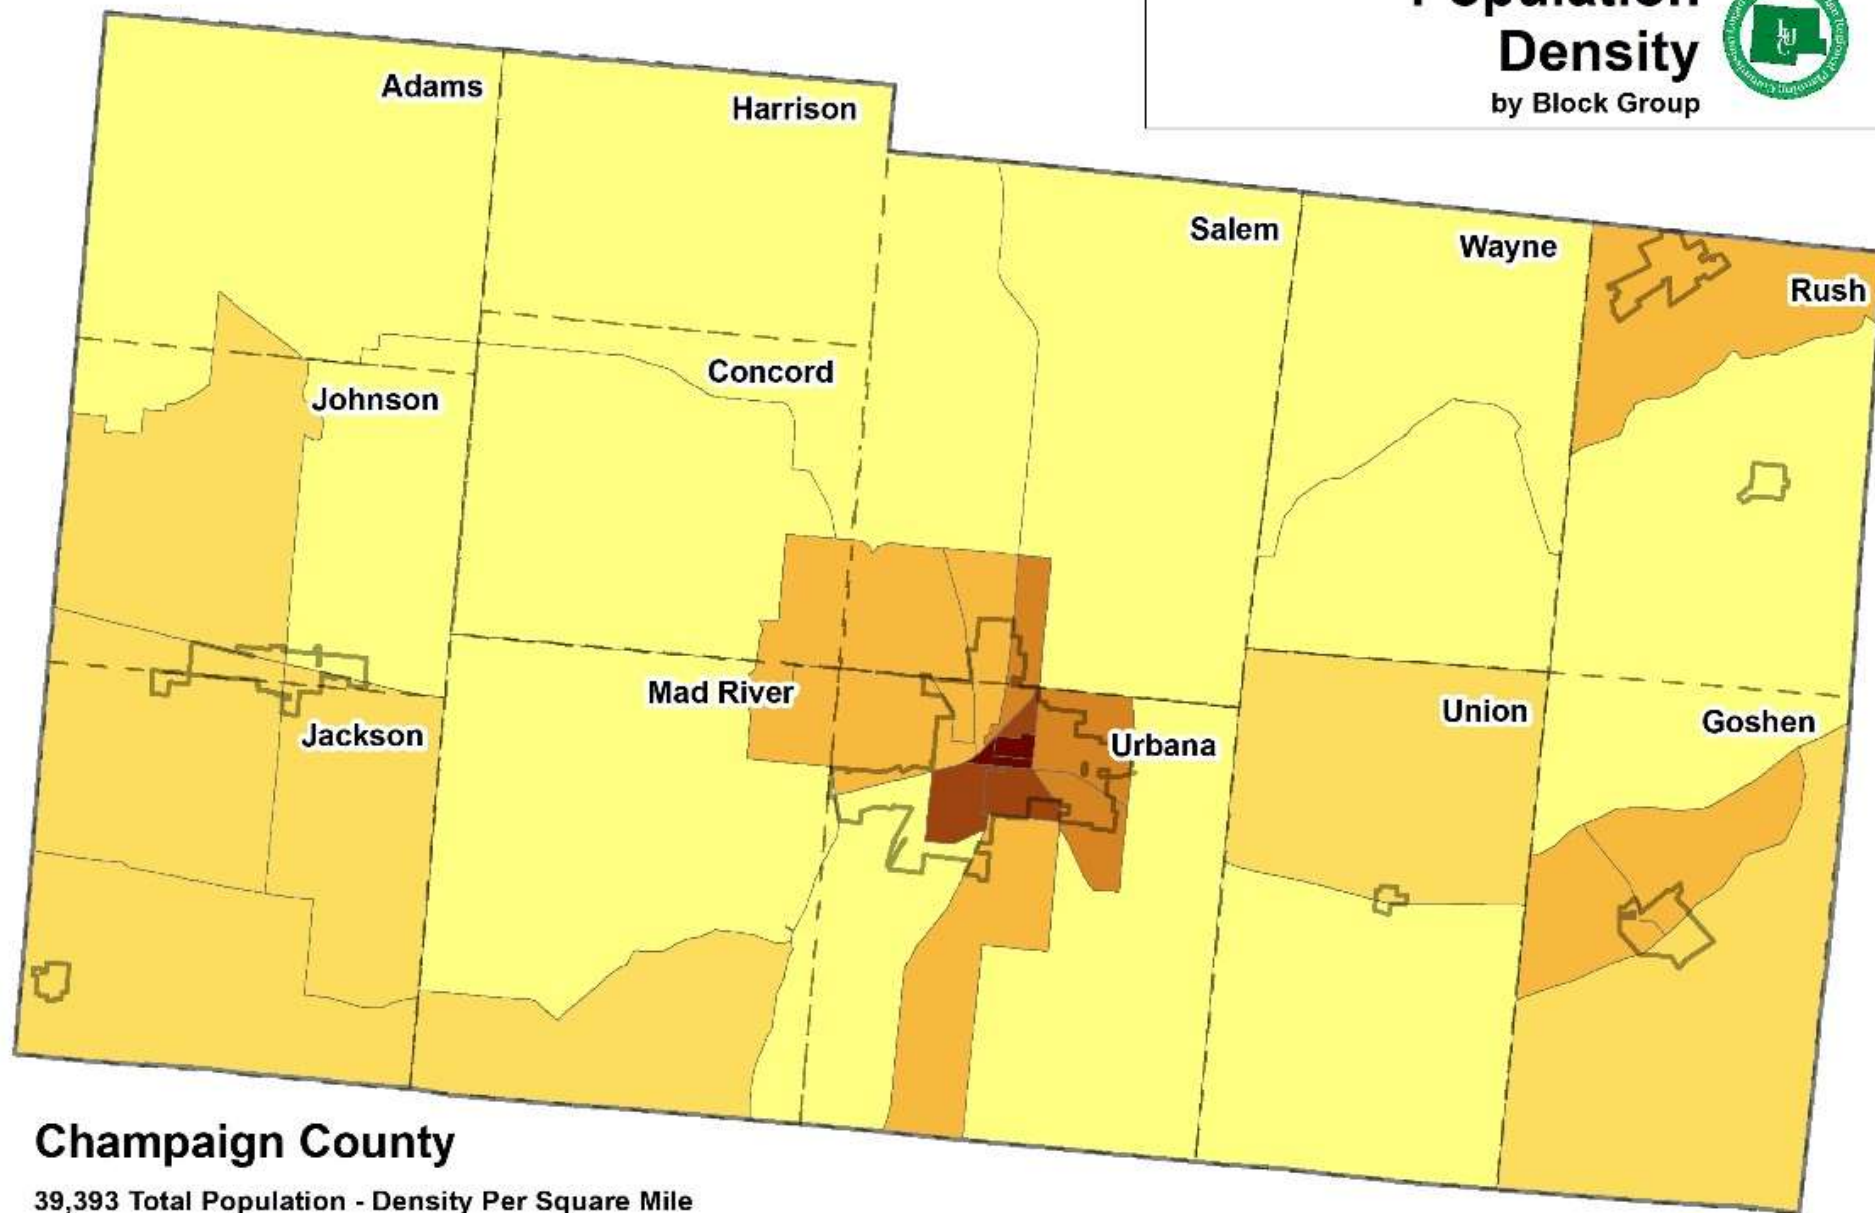 Population
Density
by Block Group
Adams
Harrison
Salem
Wayne
Rush
Concord
Johnson
Mad River
Urbana
Union
Goshen
Jackson
Champaign County
39,393 Total Population - Density Per Square Mile